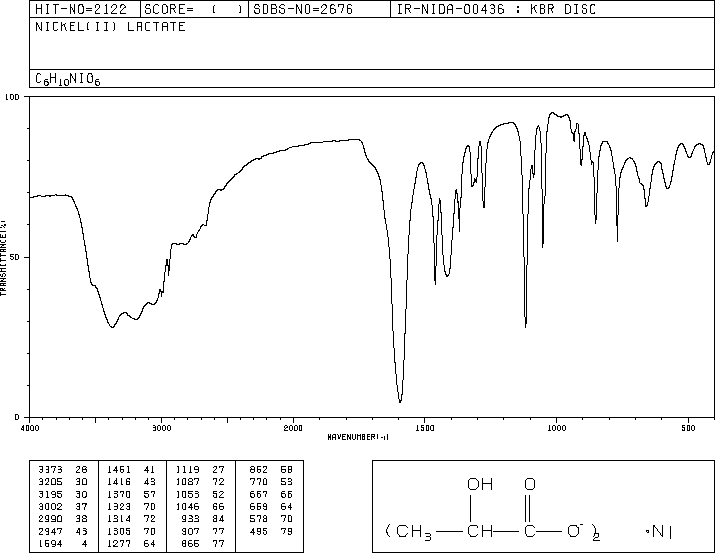 HIT-NO=2122 SCORE= ( ) SDBS-NO=2676 IR-NIDA-00436 : KBR DISC
NICKEL(II) LACTATE
C6H10NIO6
100
50
0
TRANSMITTANCE(%)
4000 3000 2000 1500 1000 500
WAVENUMBER(-1)
3373 26 1461 41 1119 27 862 68
3205 30 1416 43 1087 72 770 53
3195 30 1370 57 1053 52 667 66
3002 37 1323 70 1046 66 659 64
2990 38 1314 72 933 84 578 70
2947 43 1305 70 907 77 495 79
1594 4 1277 64 865 77
OH O
(CH3 CH C O-)2 ·NI